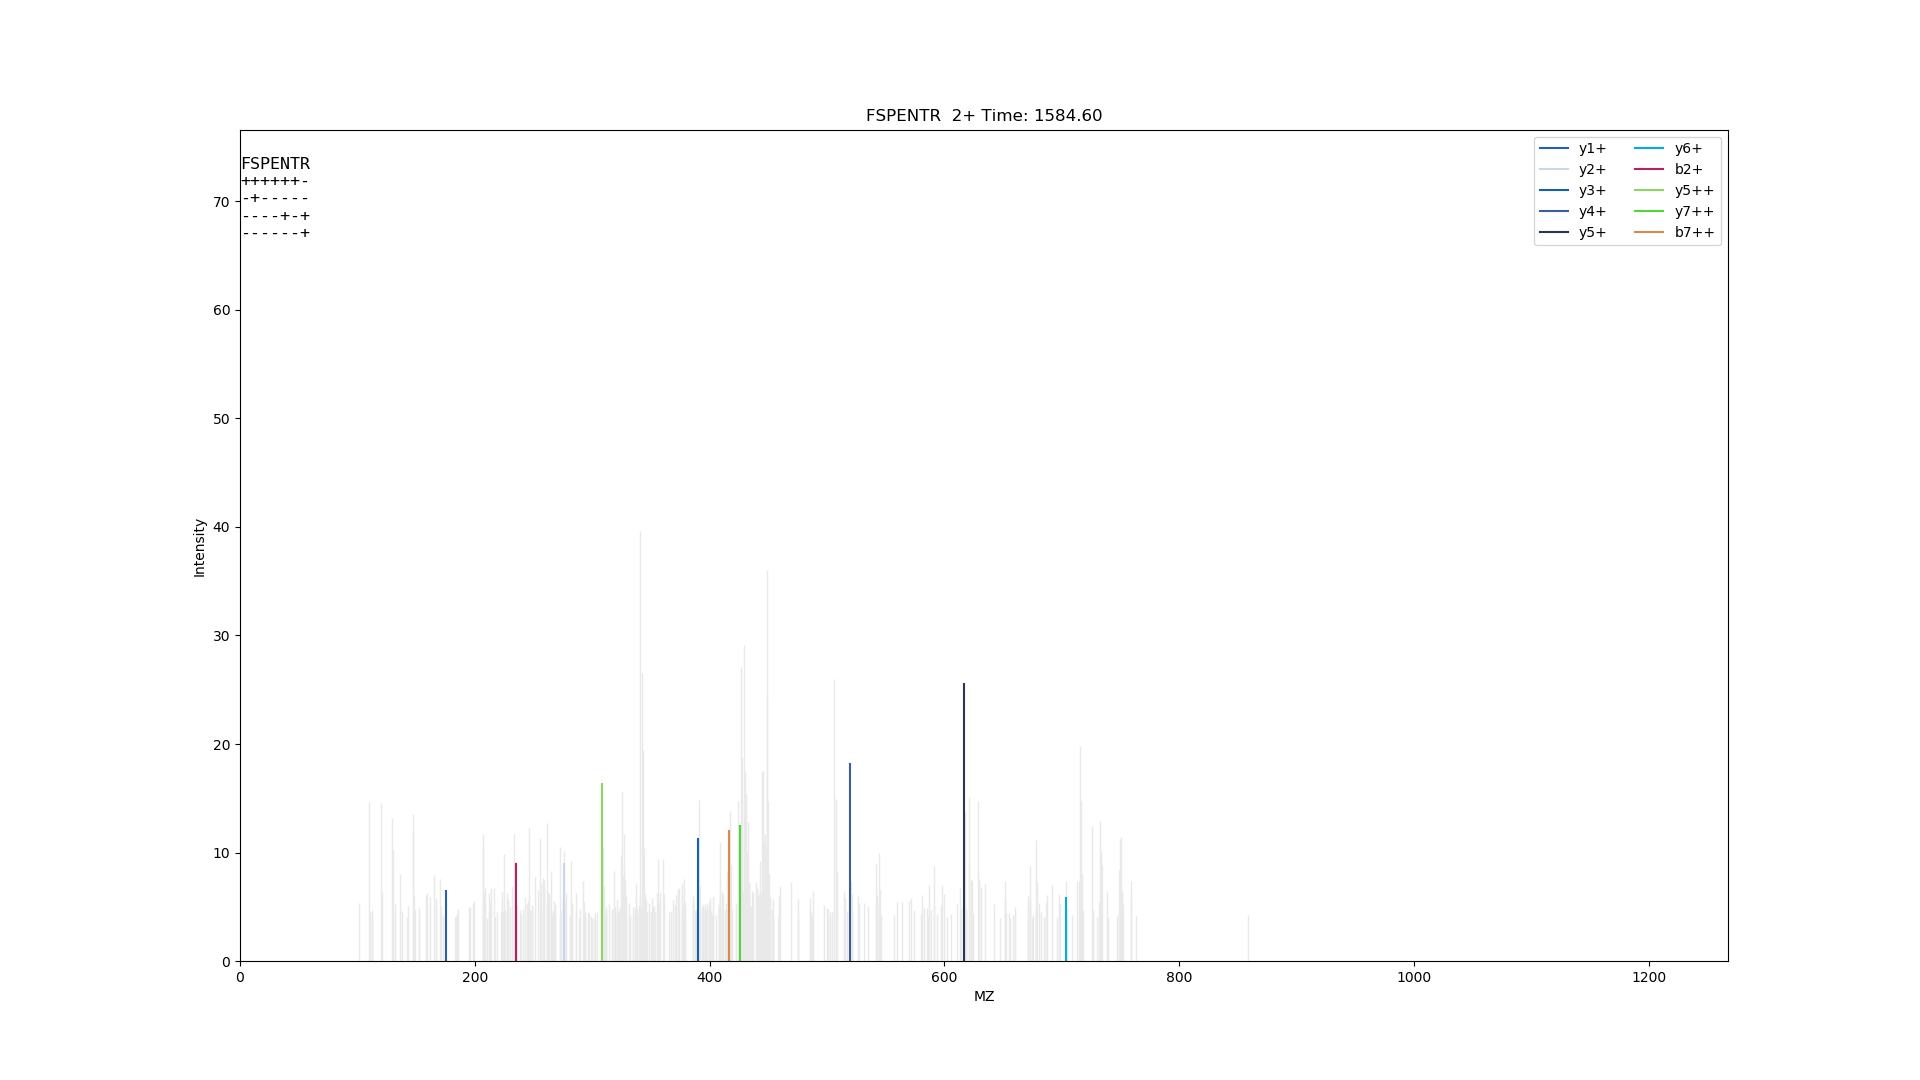 FSPENTR  2+ Time: 1584.60
FSPENTR
++++++-
-+-----
----+-+
------+
y1+
y2+
y3+
y4+
y5+
y6+
b2+
y5++
y7++
b7++
70
60
50
40
30
20
10
0
Intensity
0 200 400 600 800 1000 1200
MZ